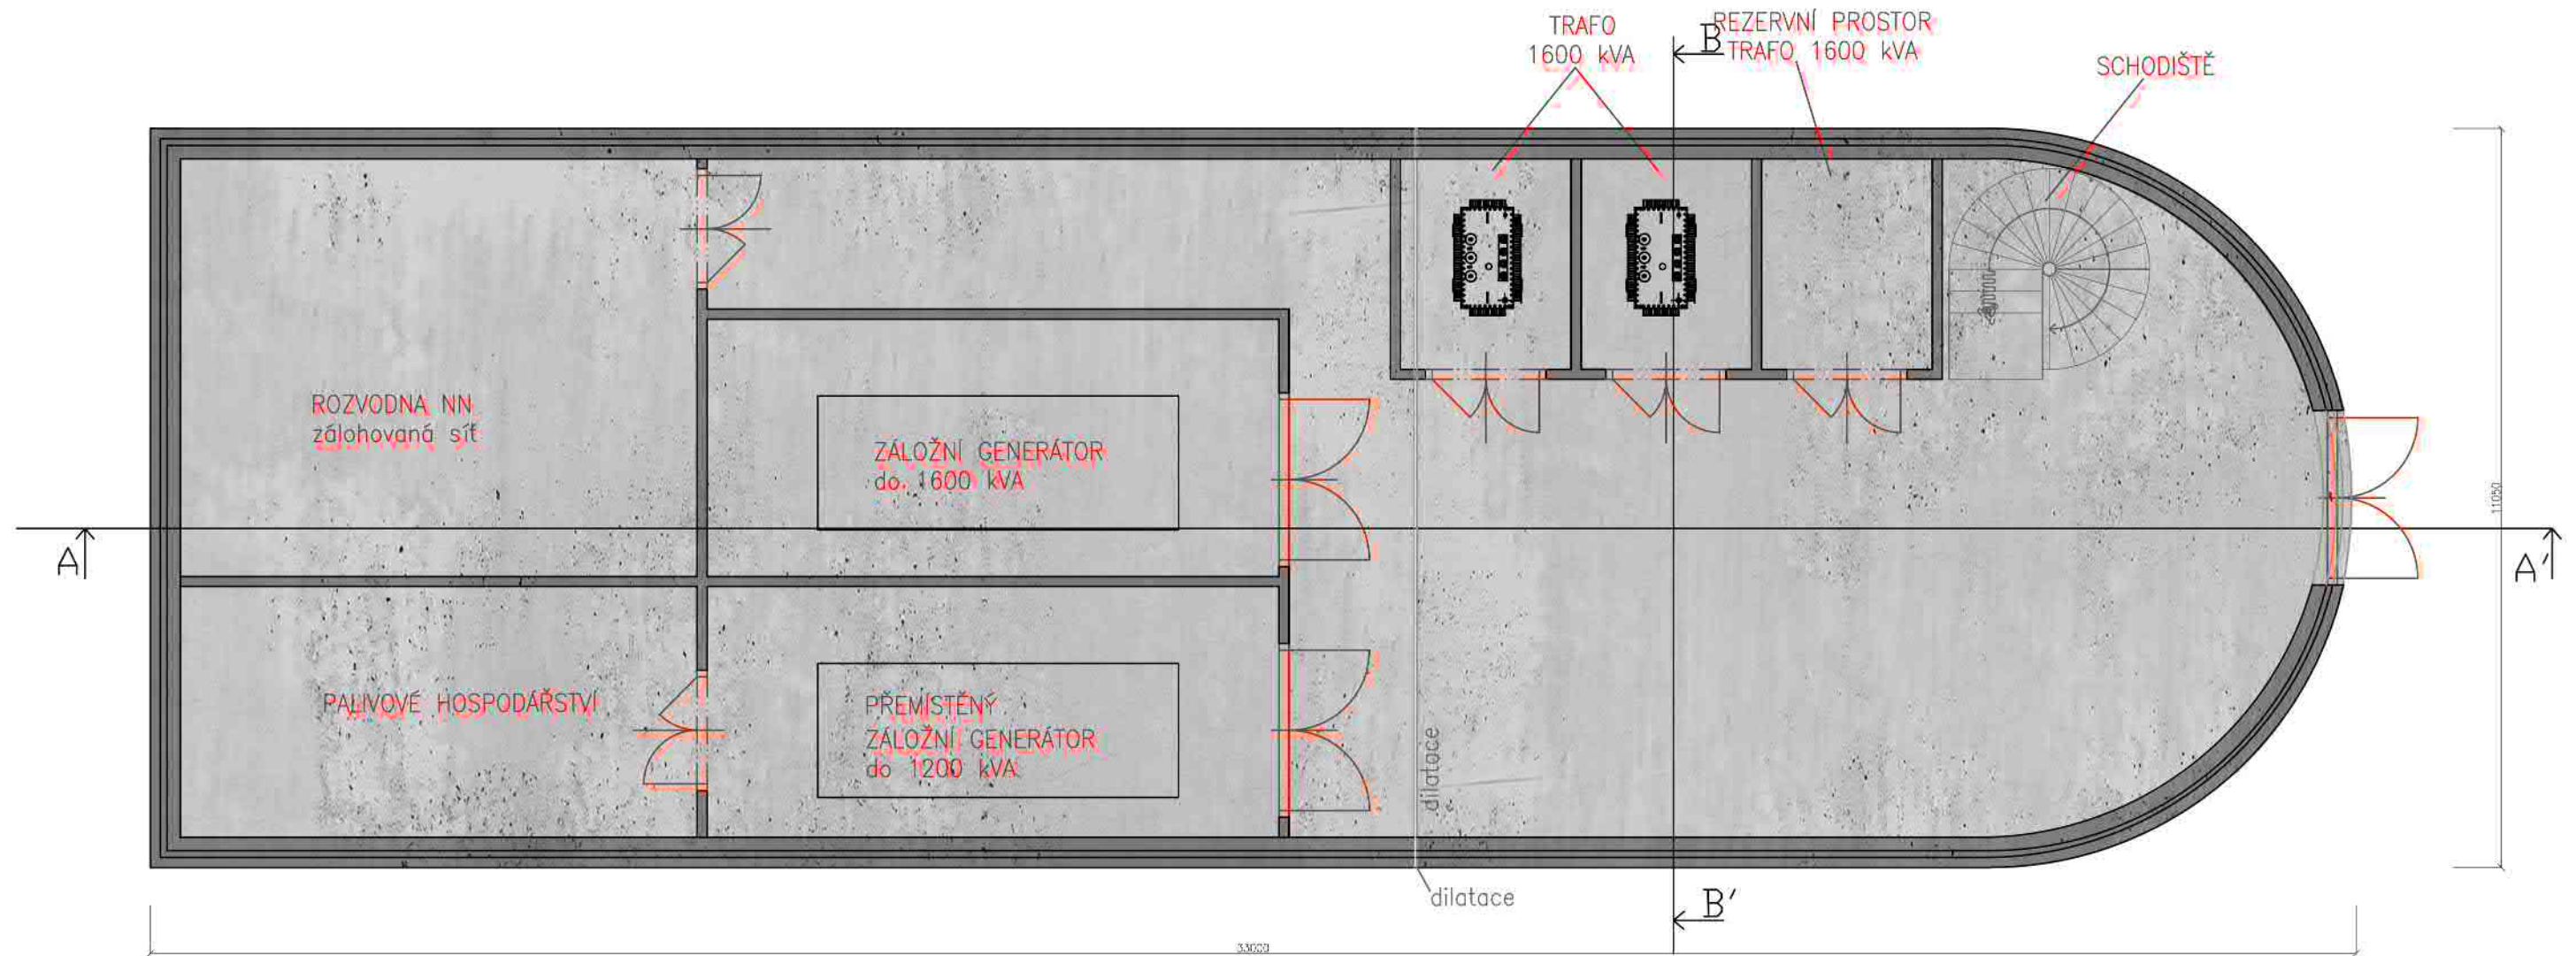 TRAFO
1600 kVA
B
REZERVNÍ PROSTOR
TRAFO 1600 kVA
SCHODIŠTĚ
ROZVODNA NN
zálohovaná síť
ZÁLOŽNÍ GENERÁTOR
do 1600 kVA
11050
A
A'
PALIVOVÉ HOSPODÁŘSTVÍ
PŘEMÍSTĚNÝ
ZÁLOŽNÍ GENERÁTOR
do 1200 kVA
dilatace
dilatace
B'
33000